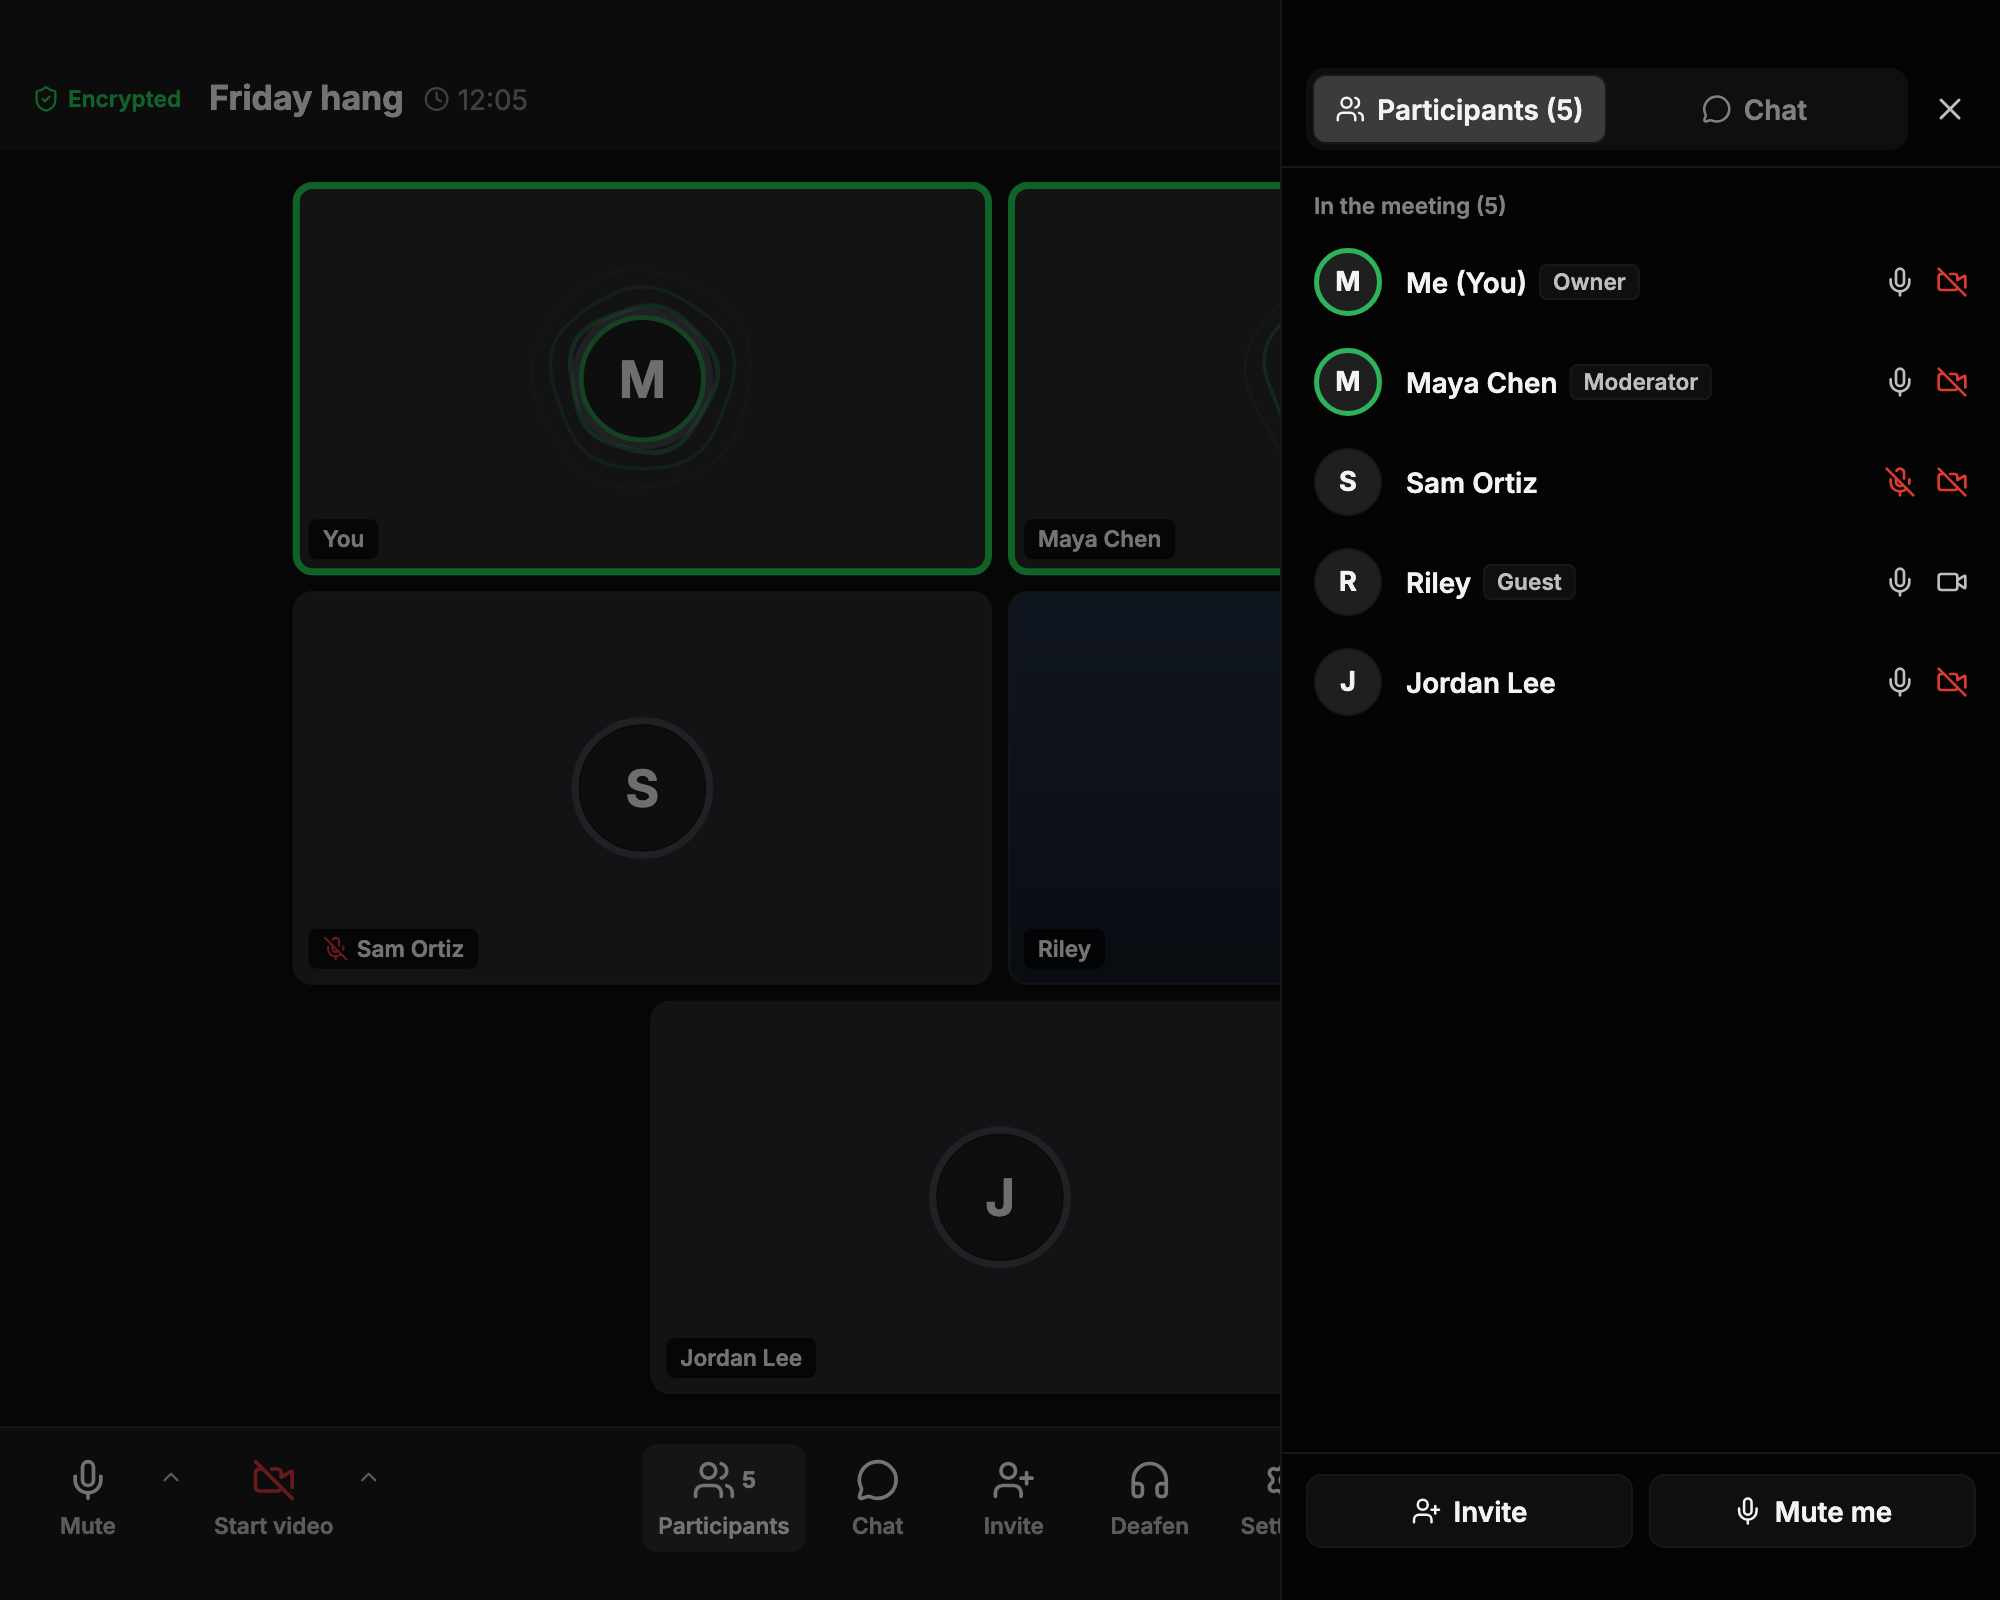 Encrypted
Friday hang
12:05
M
You
Maya Chen
S
Sam Ortiz
Riley
J
Jordan Lee
Mute
Start video
5
Participants
Chat
Invite
Deafen
Participants (5)
Chat
In the meeting (5)
M
Me (You)
Owner
M
Maya Chen
Moderator
S
Sam Ortiz
R
Riley
Guest
J
Jordan Lee
Invite
Mute me